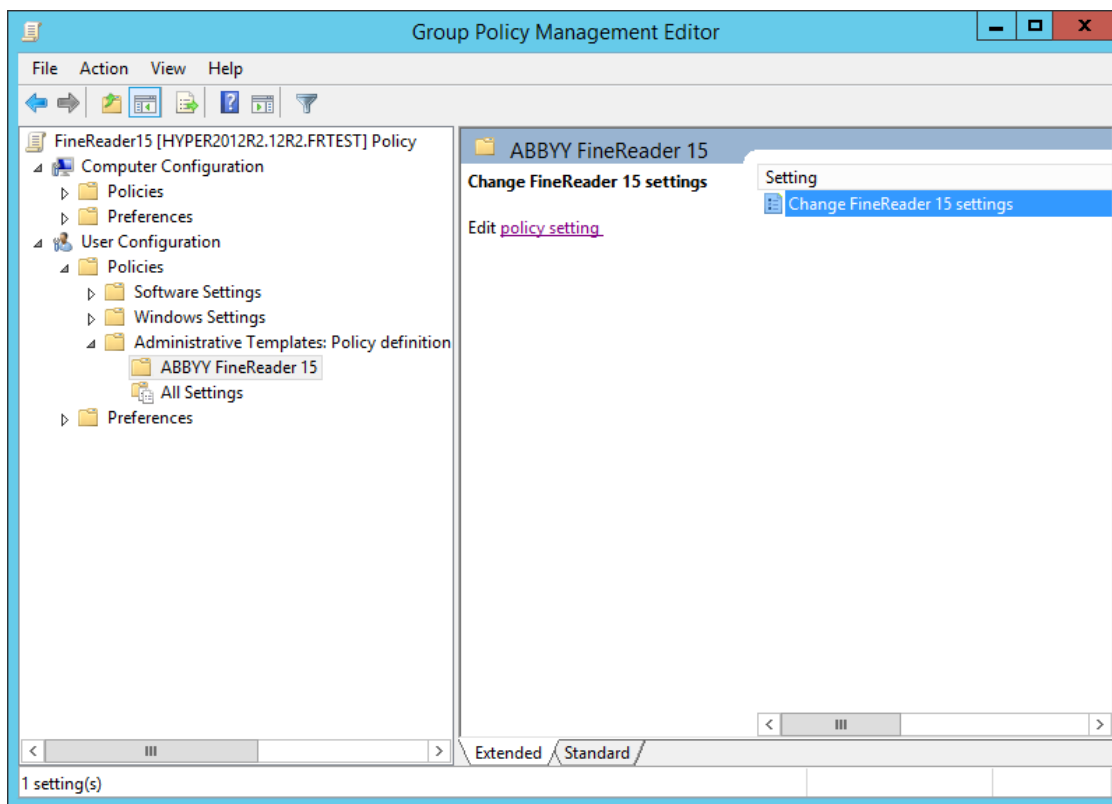 Group Policy Management Editor
File Action View Help
FineReader15 [HYPER2012R2.12R2.FRTEST] Policy
Computer Configuration
Policies
Preferences
User Configuration
Policies
Software Settings
Windows Settings
Administrative Templates: Policy definition
ABBYY FineReader 15
All Settings
Preferences
ABBYY FineReader 15
Change FineReader 15 settings
Edit policy setting
Setting
Change FineReader 15 settings
Extended Standard
1 setting(s)